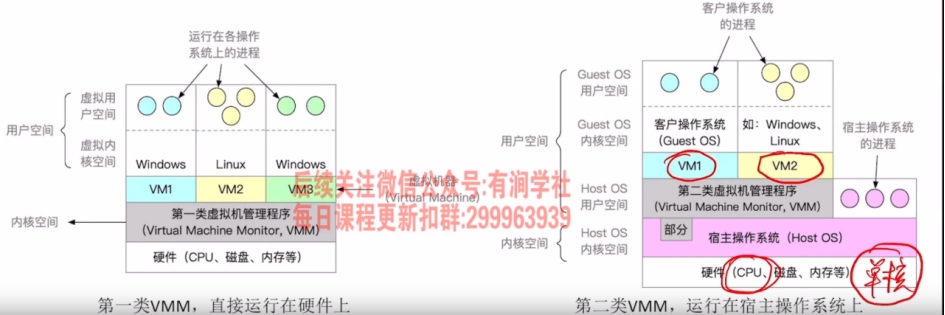 运行在各操作
系统上的进程
虚拟用
户空间
用户空间
虚拟内
核空间
Windows
Linux
Windows
VM1
VM2
VM3
虚拟机器
(Virtual Machine)
内核空间
第一类虚拟机管理程序
(Virtual Machine Monitor, VMM)
硬件（CPU、磁盘、内存等）
第一类VMM，直接运行在硬件上
后续关注微信公众号:有涧学社
每日课程更新扣群:299963939
客户操作系
统的进程
Guest OS
用户空间
用户空间
Guest OS
内核空间
客户操作系统
(Guest OS)
如：Windows、
Linux
宿主操作系统
的进程
VM1
VM2
Host OS
用户空间
第二类虚拟机管理程序
(Virtual Machine Monitor, VMM)
部分
内核空间
Host OS
内核空间
宿主操作系统（Host OS）
硬件（CPU、磁盘、内存等）
单核
第二类VMM，运行在宿主操作系统上